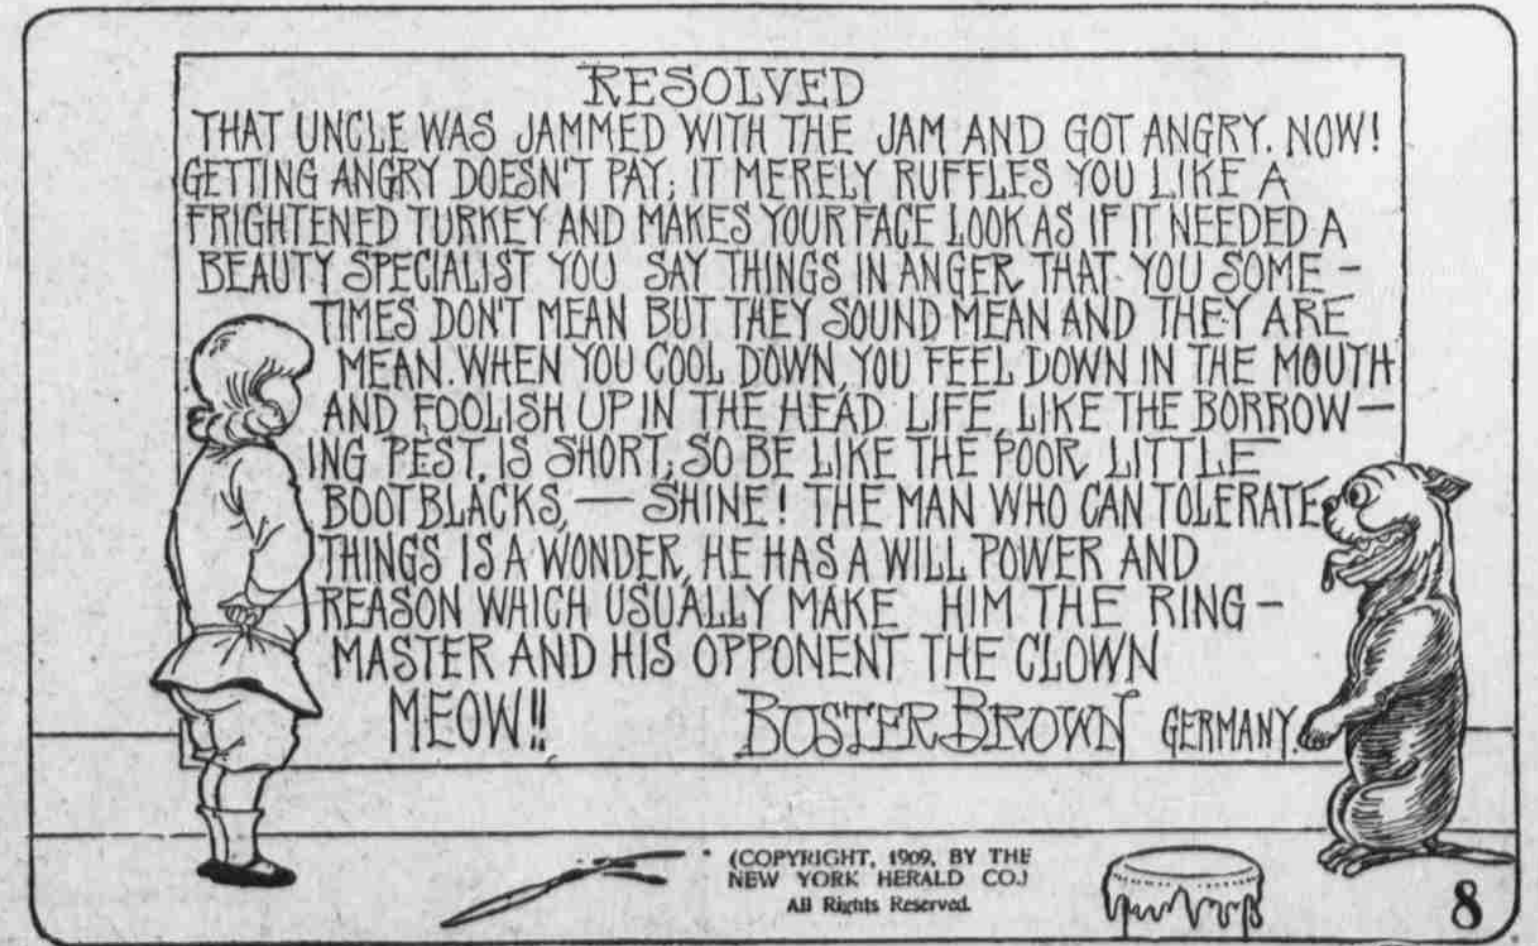 RESOLVED
THAT UNCLE WAS JAMMED WITH THE JAM AND GOT ANGRY. NOW!
GETTING ANGRY DOESN'T PAY; IT MERELY RUFFLES YOU LIKE A
FRIGHTENED TURKEY AND MAKES YOUR FACE LOOK AS IF IT NEEDED A
BEAUTY SPECIALIST YOU SAY THINGS IN ANGER THAT YOU SOME-
TIMES DON'T MEAN BUT THEY SOUND MEAN AND THEY ARE
MEAN. WHEN YOU COOL DOWN, YOU FEEL DOWN IN THE MOUTH
AND FOOLISH UP IN THE HEAD LIFE, LIKE THE BORROW-
ING PEST, IS SHORT; SO BE LIKE THE POOR LITTLE
BOOTBLACKS, — SHINE! THE MAN WHO CAN TOLERATE
THINGS IS A WONDER, HE HAS A WILL POWER AND
REASON WHICH USUALLY MAKE HIM THE RING-
MASTER AND HIS OPPONENT THE CLOWN
MEOW!! BUSTER BROWN GERMANY.
(COPYRIGHT, 1909, BY THE
NEW YORK HERALD CO.)
All Rights Reserved.
8